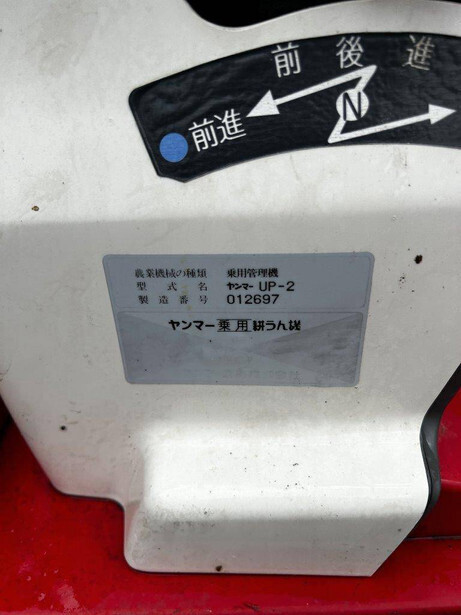 前後進
N
前進
農業機械の種類 乗用管理機
型式名 ヤンマー UP-2
製造番号 012697
ヤンマー乗用耕うん機